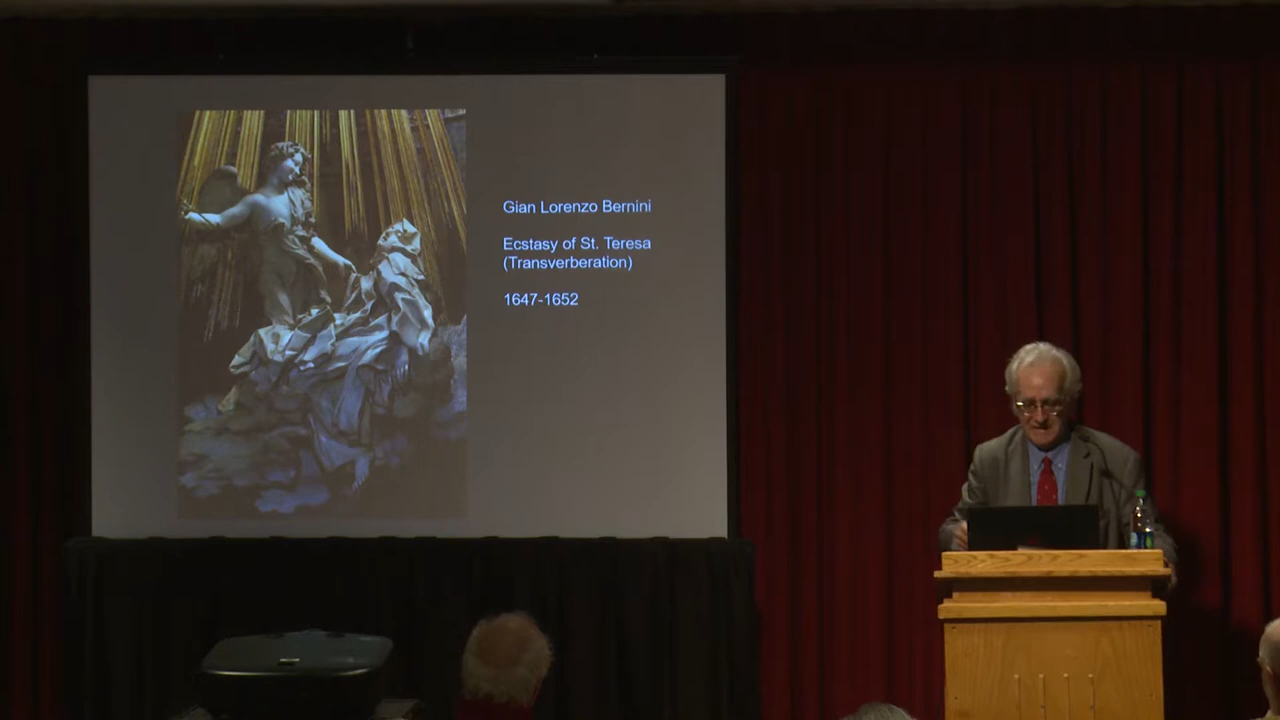 Gian Lorenzo Bernini
Ecstasy of St. Teresa
(Transverberation)
1647-1652